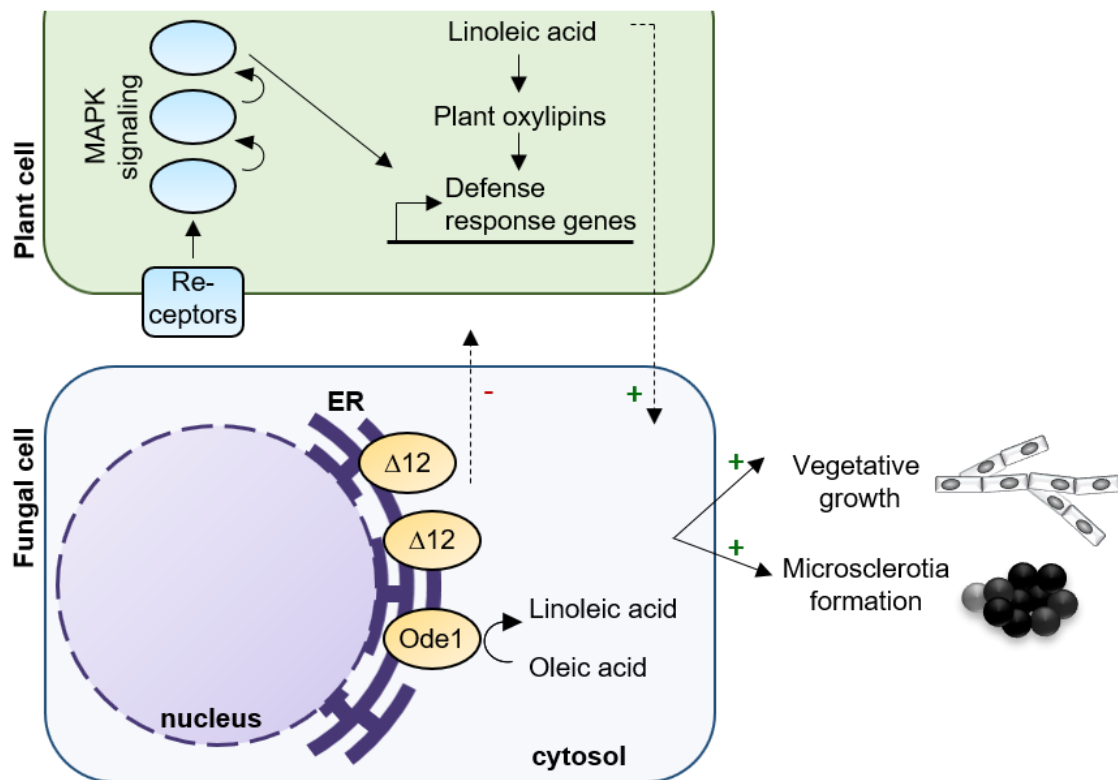 Plant cell
MAPK
signaling
Linoleic acid
Plant oxylipins
Defense
response genes
Re-
ceptors
Fungal cell
ER
-
+
Δ12
Δ12
Ode1
Linoleic acid
Oleic acid
nucleus
cytosol
+
Vegetative
growth
+
Microsclerotia
formation